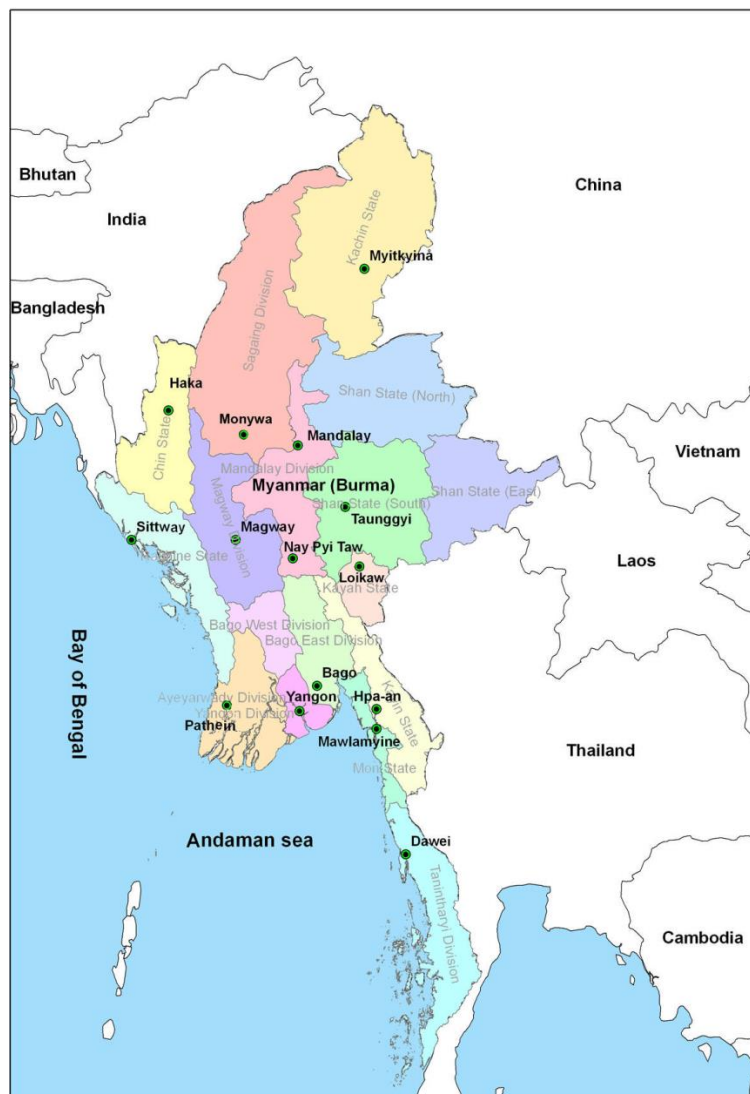 Bhutan
China
India
Kachin State
Myitkyina
Bangladesh
Sagaing Division
Shan State (North)
Haka
Chin State
Monywa
Mandalay
Vietnam
Mandalay Division
Myanmar (Burma)
Magway Division
Shan State (South)
Shan State (East)
Taunggyi
Sittway
Magway
Nay Pyi Taw
Laos
Loikaw
Kayah State
Bago West Division
Bago East Division
Bay of Bengal
Bago
Ayeyarwady Division
Yangon
Hpa-an
Yangon Division
Pathein
State
Mawlamyine
Thailand
Mon State
Andaman sea
Dawei
Tanintharyi Division
Cambodia